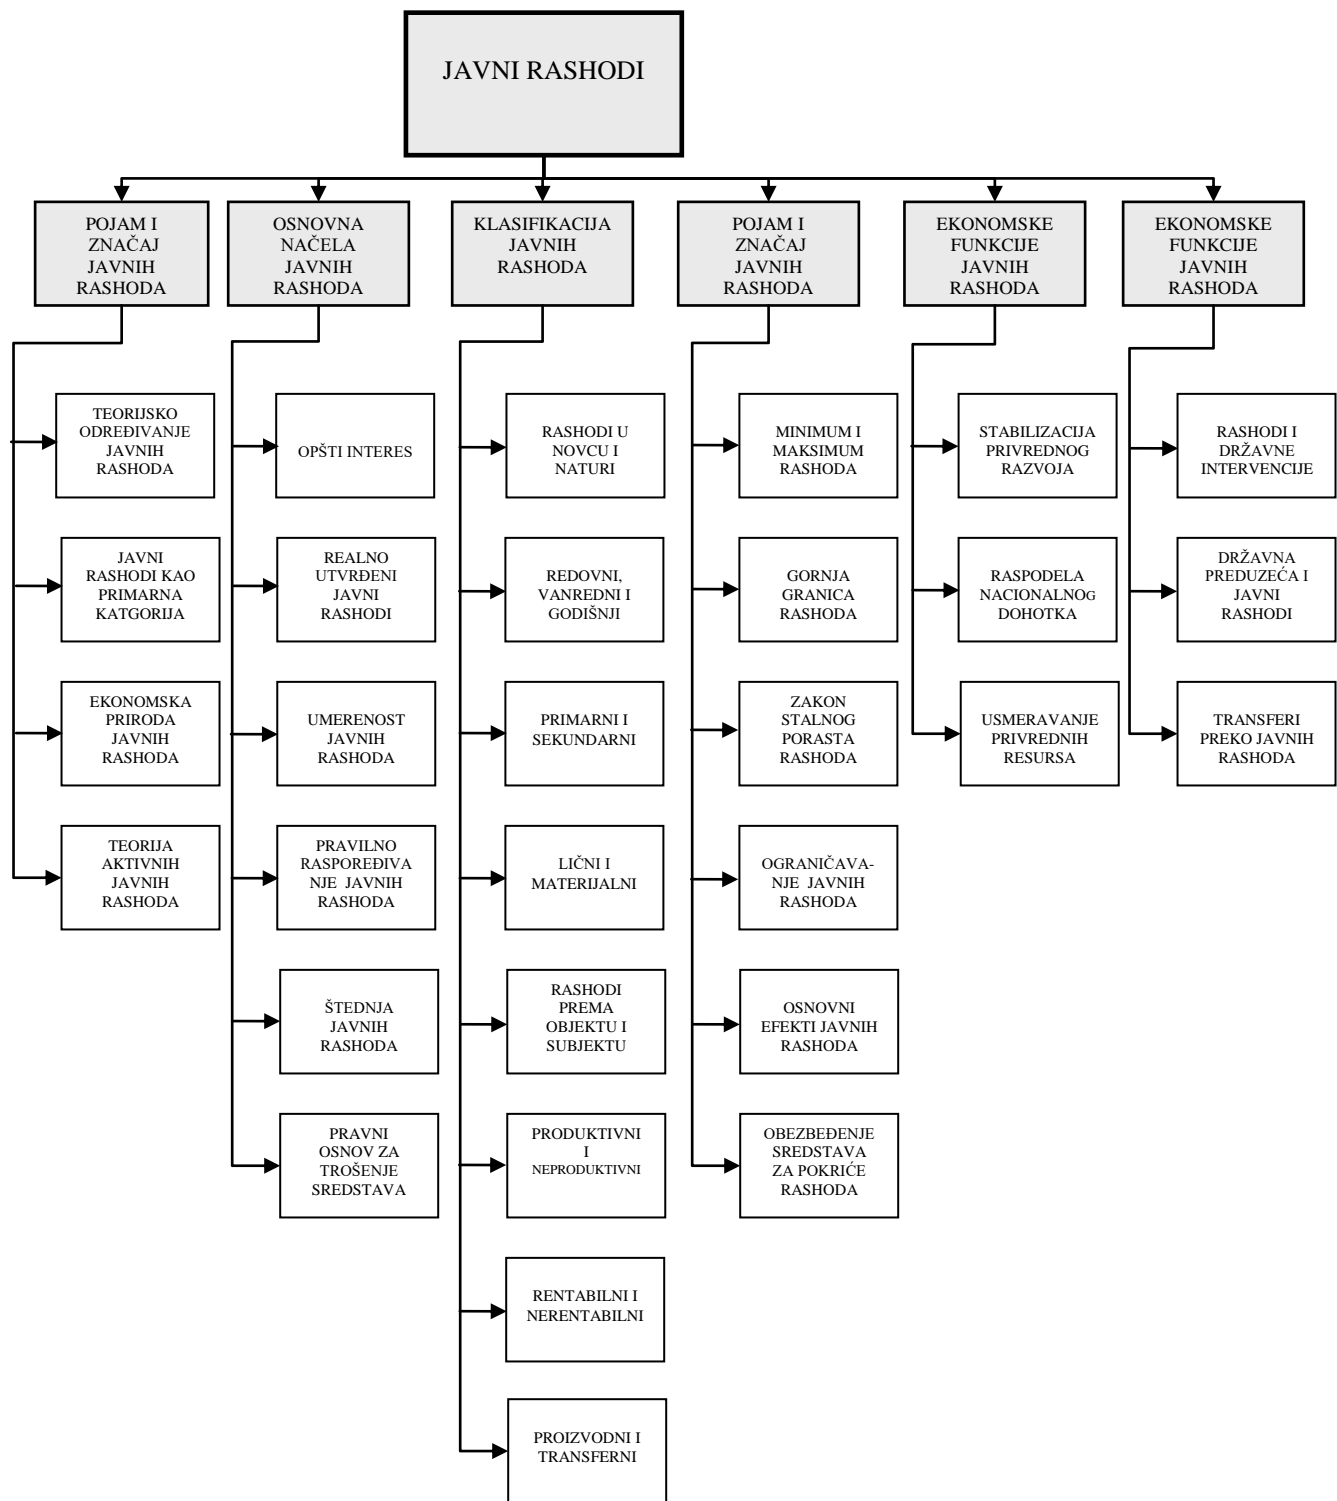 JAVNI RASHODI
POJAM I
ZNAČAJ
JAVNIH
RASHODA
OSNOVNA
NAČELA
JAVNIH
RASHODA
KLASIFIKACIJA
JAVNIH
RASHODA
POJAM I
ZNAČAJ
JAVNIH
RASHODA
EKONOMSKE
FUNKCIJE
JAVNIH
RASHODA
EKONOMSKE
FUNKCIJE
JAVNIH
RASHODA
TEORIJSKO
ODREĐIVANJE
JAVNIH
RASHODA
JAVNI
RASHODI KAO
PRIMARNA
KATGORIJA
EKONOMSKA
PRIRODA
JAVNIH
RASHODA
TEORIJA
AKTIVNIH
JAVNIH
RASHODA
OPŠTI INTERES
REALNO
UTVRĐENI
JAVNI
RASHODI
UMERENOST
JAVNIH
RASHODA
PRAVILNO
RASPOREĐIVA
NJE JAVNIH
RASHODA
ŠTEDNJA
JAVNIH
RASHODA
PRAVNI
OSNOV ZA
TROŠENJE
SREDSTAVA
RASHODI U
NOVCU I
NATURI
REDOVNI,
VANREDNI I
GODIŠNJI
PRIMARNI I
SEKUNDARNI
LIČNI I
MATERIJALNI
RASHODI
PREMA
OBJEKTU I
SUBJEKTU
PRODUKTIVNI
I
NEPRODUKTIVNI
RENTABILNI I
NERENTABILNI
PROIZVODNI I
TRANSFERNI
MINIMUM I
MAKSIMUM
RASHODA
GORNJA
GRANICA
RASHODA
ZAKON
STALNOG
PORASTA
RASHODA
OGRANIČAVA-
NJE JAVNIH
RASHODA
OSNOVNI
EFEKTI JAVNIH
RASHODA
OBEZBEĐENJE
SREDSTAVA
ZA POKRIĆE
RASHODA
STABILIZACIJA
PRIVREDNOG
RAZVOJA
RASPODELA
NACIONALNOG
DOHOTKA
USMERAVANJE
PRIVREDNIH
RESURSA
RASHODI I
DRŽAVNE
INTERVENCIJE
DRŽAVNA
PREDUZEĆA I
JAVNI
RASHODI
TRANSFERI
PREKO JAVNIH
RASHODA